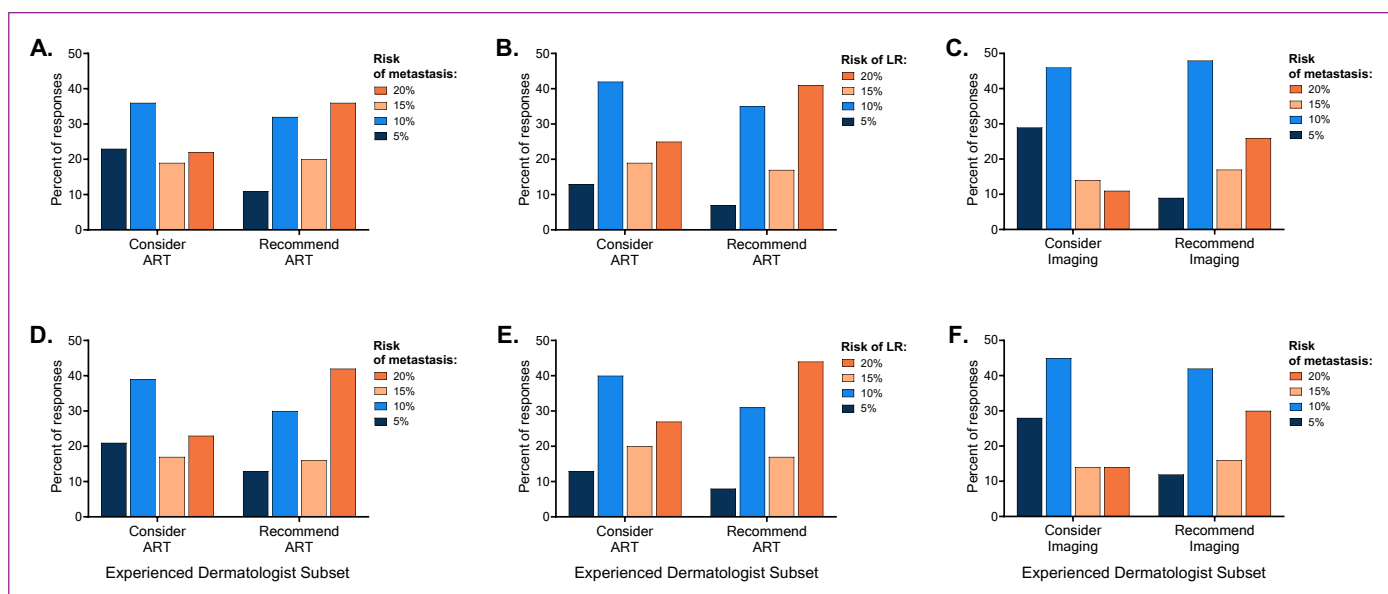 A.
Percent of responses
50
40
30
20
10
0
Consider
ART
Recommend
ART
Risk
of metastasis:
20%
15%
10%
5%
B.
Percent of responses
50
40
30
20
10
0
Consider
ART
Recommend
ART
Risk of LR:
20%
15%
10%
5%
C.
Percent of responses
50
40
30
20
10
0
Consider
Imaging
Recommend
Imaging
Risk
of metastasis:
20%
15%
10%
5%
D.
Percent of responses
50
40
30
20
10
0
Consider
ART
Recommend
ART
Experienced Dermatologist Subset
Risk
of metastasis:
20%
15%
10%
5%
E.
Percent of responses
50
40
30
20
10
0
Consider
ART
Recommend
ART
Experienced Dermatologist Subset
Risk of LR:
20%
15%
10%
5%
F.
Percent of responses
50
40
30
20
10
0
Consider
Imaging
Recommend
Imaging
Experienced Dermatologist Subset
Risk
of metastasis:
20%
15%
10%
5%